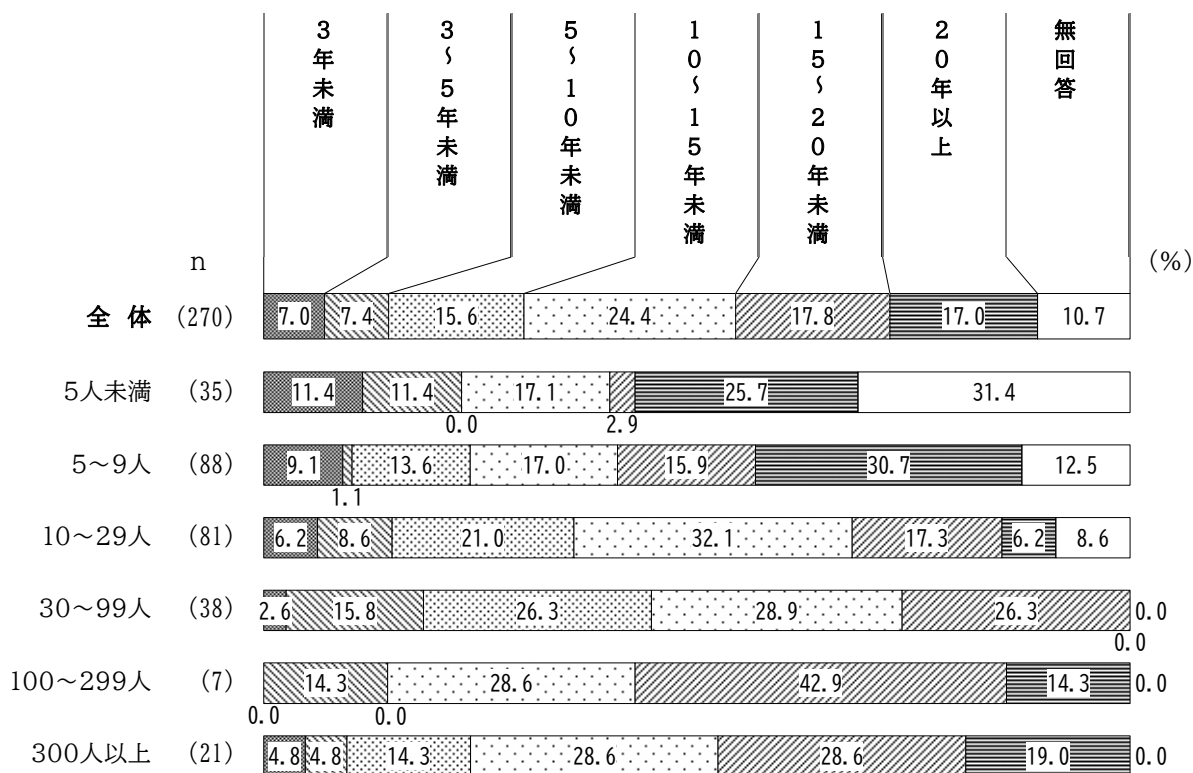 3年未満
3～5年未満
5～10年未満
10～15年未満
15～20年未満
20年以上
無回答
n
(%)
全 体 (270) 7.0 7.4 15.6 24.4 17.8 17.0 10.7
5人未満 (35) 11.4 11.4 17.1 25.7 31.4
0.0 2.9
5～9人 (88) 9.1 13.6 17.0 15.9 30.7 12.5
1.1
10～29人 (81) 6.2 8.6 21.0 32.1 17.3 6.2 8.6
30～99人 (38) 2.6 15.8 26.3 28.9 26.3 0.0
0.0
100～299人 (7) 14.3 28.6 42.9 14.3 0.0
0.0 0.0
300人以上 (21) 4.8 4.8 14.3 28.6 28.6 19.0 0.0